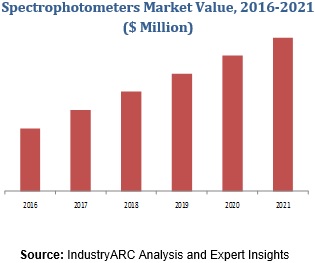 Spectrophotometers Market Value, 2016-2021
($ Million)
2016 2017 2018 2019 2020 2021
Source: IndustryARC Analysis and Expert Insights